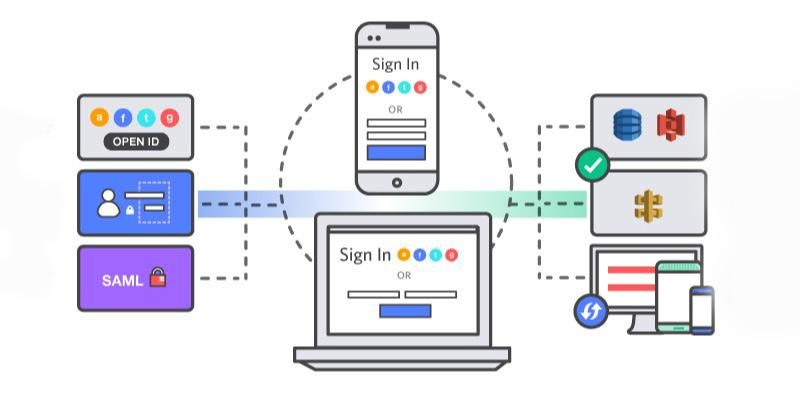 Sign In
a f t g
OR
a f t g
OPEN ID
SAML
Sign In a f t g
OR